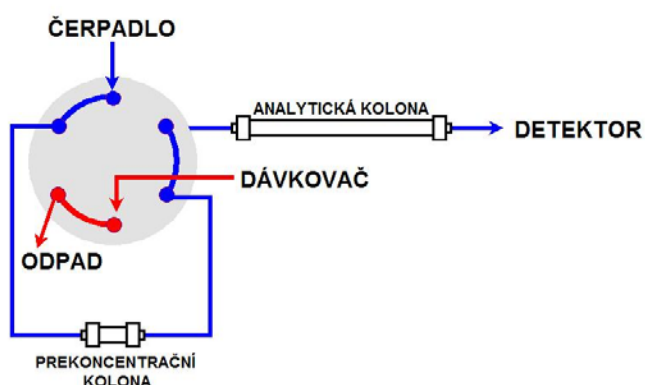 ČERPADLO
ANALYTICKÁ KOLONA
DETEKTOR
DÁVKOVAČ
ODPAD
PREKONCENTRAČNÍ
KOLONA